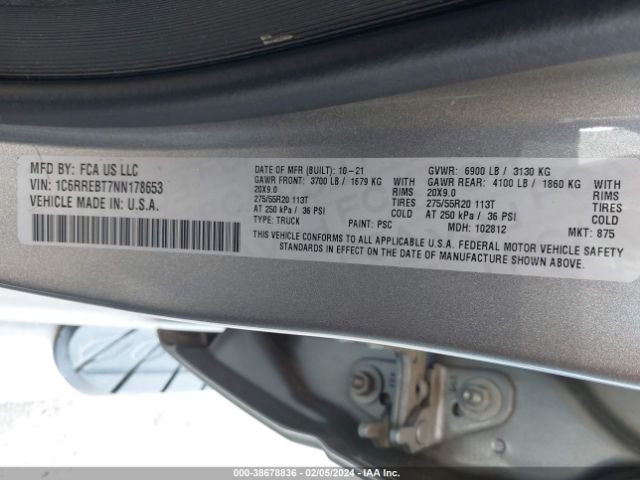 MFD BY: FCA US LLC
VIN: 1C6RREBT7NN178653
VEHICLE MADE IN U.S.A.
DATE OF MFR (BUILT): 10-21
GAWR FRONT: 3700 LB / 1679 KG
20X9.0
275/55R20 113T
AT 250 kPa / 36 PSI
TYPE: TRUCK
WITH
RIMS
TIRES
COLD
PAINT: PSC
GVWR: 6900 LB / 3130 KG
GAWR REAR: 4100 LB / 1860 KG
20X9.0
275/55R20 113T
AT 250 kPa / 36 PSI
MDH: 102812
WITH
RIMS
TIRES
COLD
MKT: 875
THIS VEHICLE CONFORMS TO ALL APPLICABLE U.S.A. FEDERAL MOTOR VEHICLE SAFETY
STANDARDS IN EFFECT ON THE DATE OF MANUFACTURE SHOWN ABOVE.
000-38678836 - 02/05/2024 - IAA Inc.